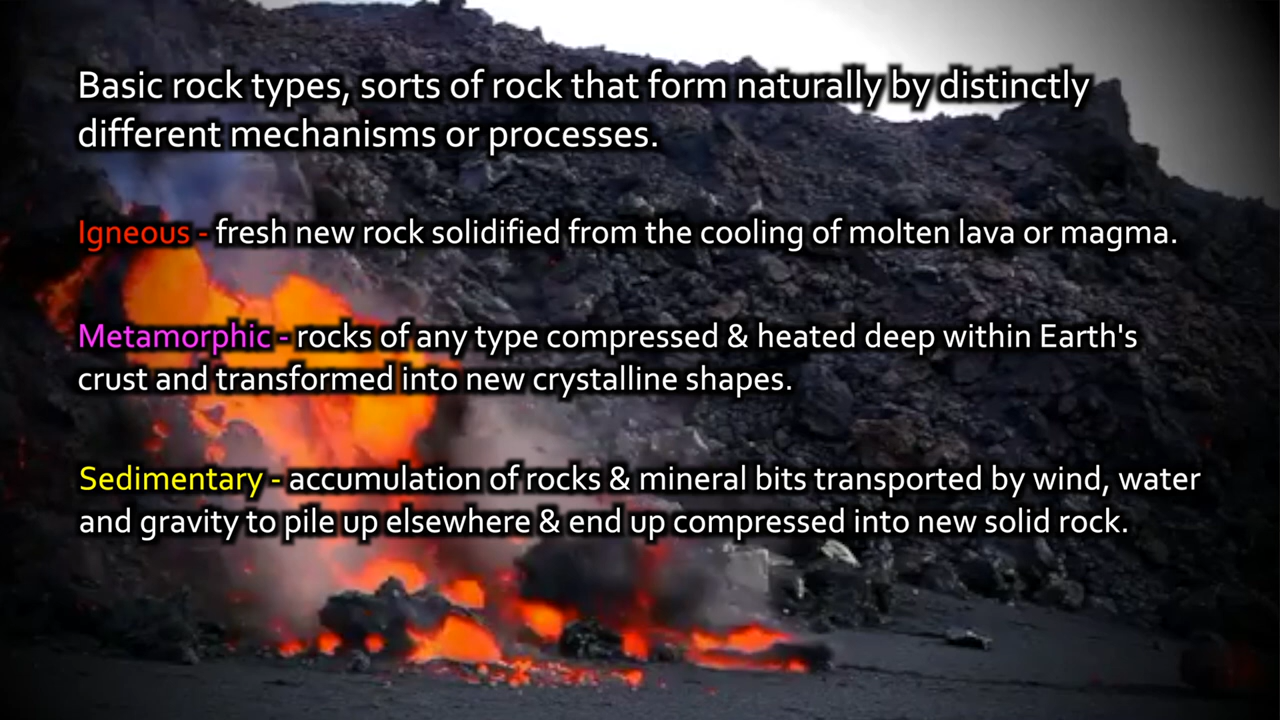 Basic rock types, sorts of rock that form naturally by distinctly
different mechanisms or processes.
Igneous - fresh new rock solidified from the cooling of molten lava or magma.
Metamorphic - rocks of any type compressed & heated deep within Earth's
crust and transformed into new crystalline shapes.
Sedimentary - accumulation of rocks & mineral bits transported by wind, water
and gravity to pile up elsewhere & end up compressed into new solid rock.